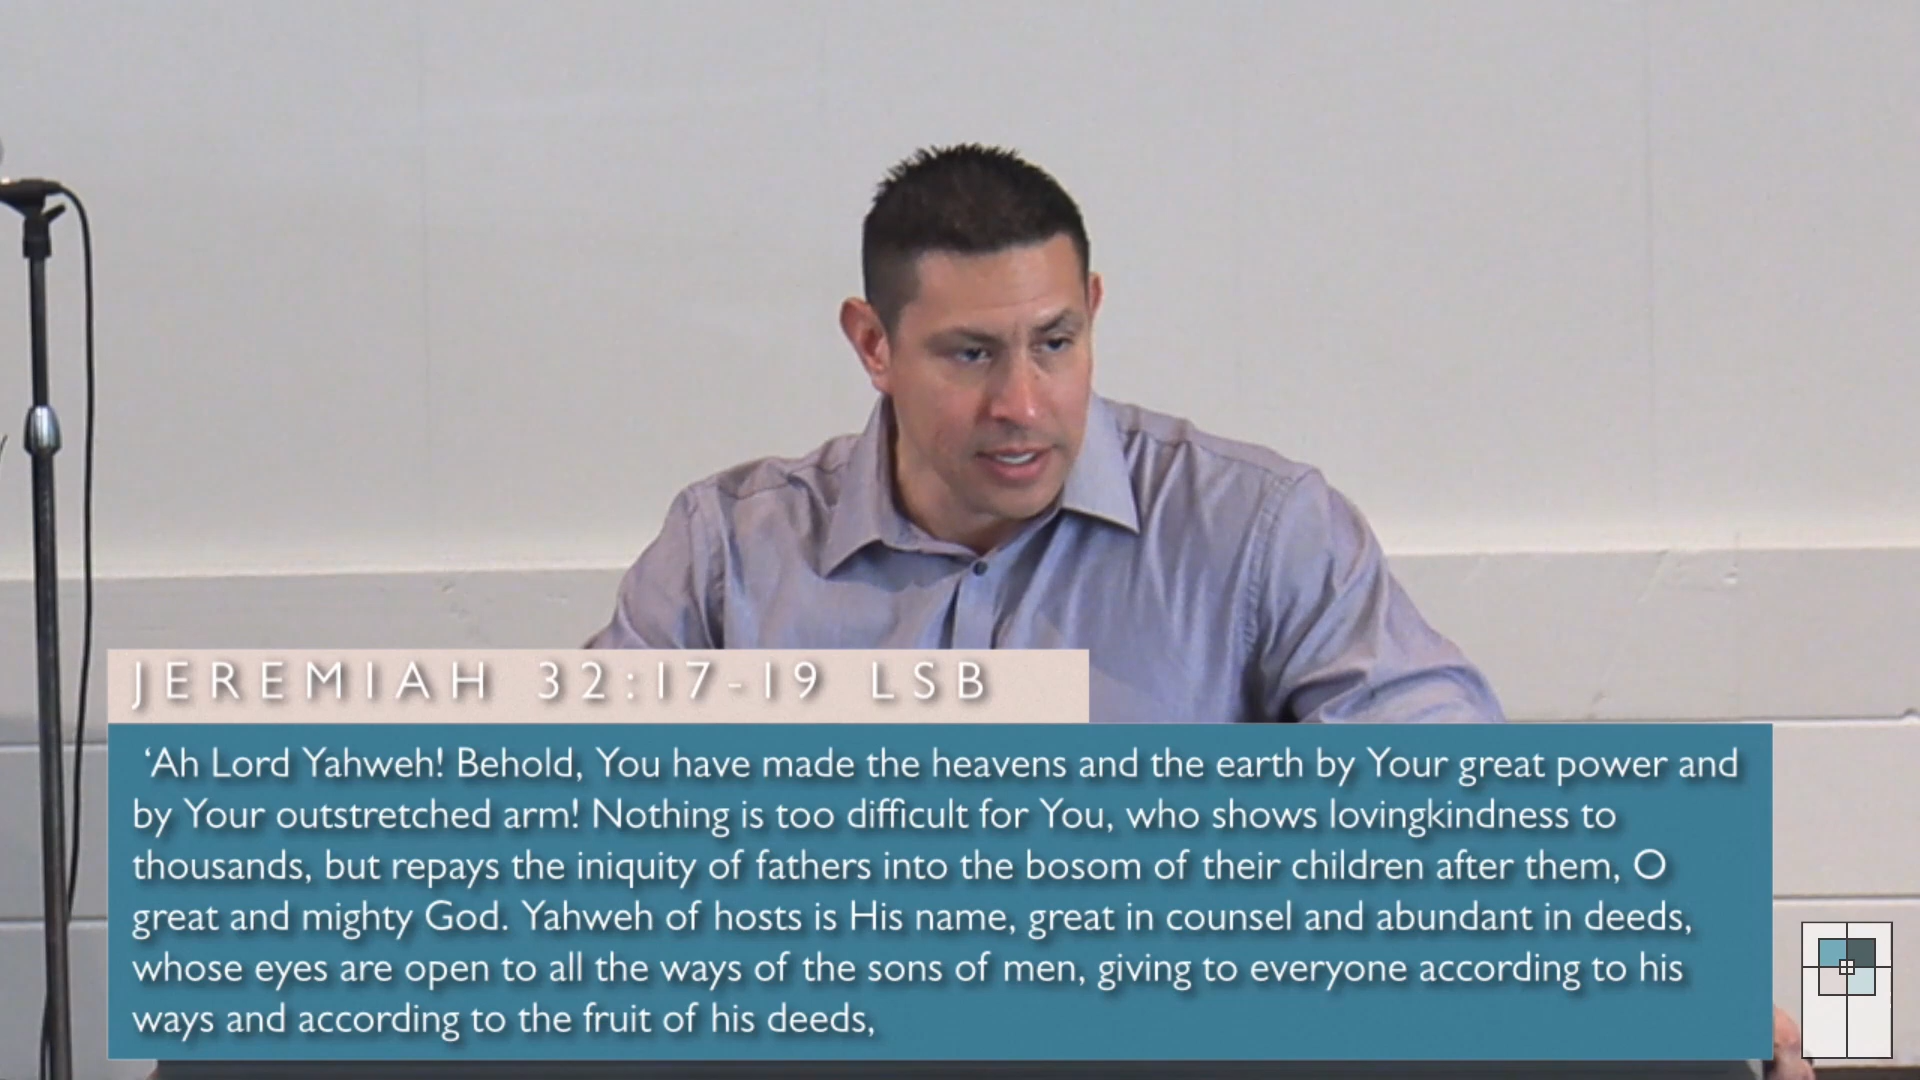 JEREMIAH 32:17-19 LSB
‘Ah Lord Yahweh! Behold, You have made the heavens and the earth by Your great power and
by Your outstretched arm! Nothing is too difficult for You, who shows lovingkindness to
thousands, but repays the iniquity of fathers into the bosom of their children after them, O
great and mighty God. Yahweh of hosts is His name, great in counsel and abundant in deeds,
whose eyes are open to all the ways of the sons of men, giving to everyone according to his
ways and according to the fruit of his deeds,